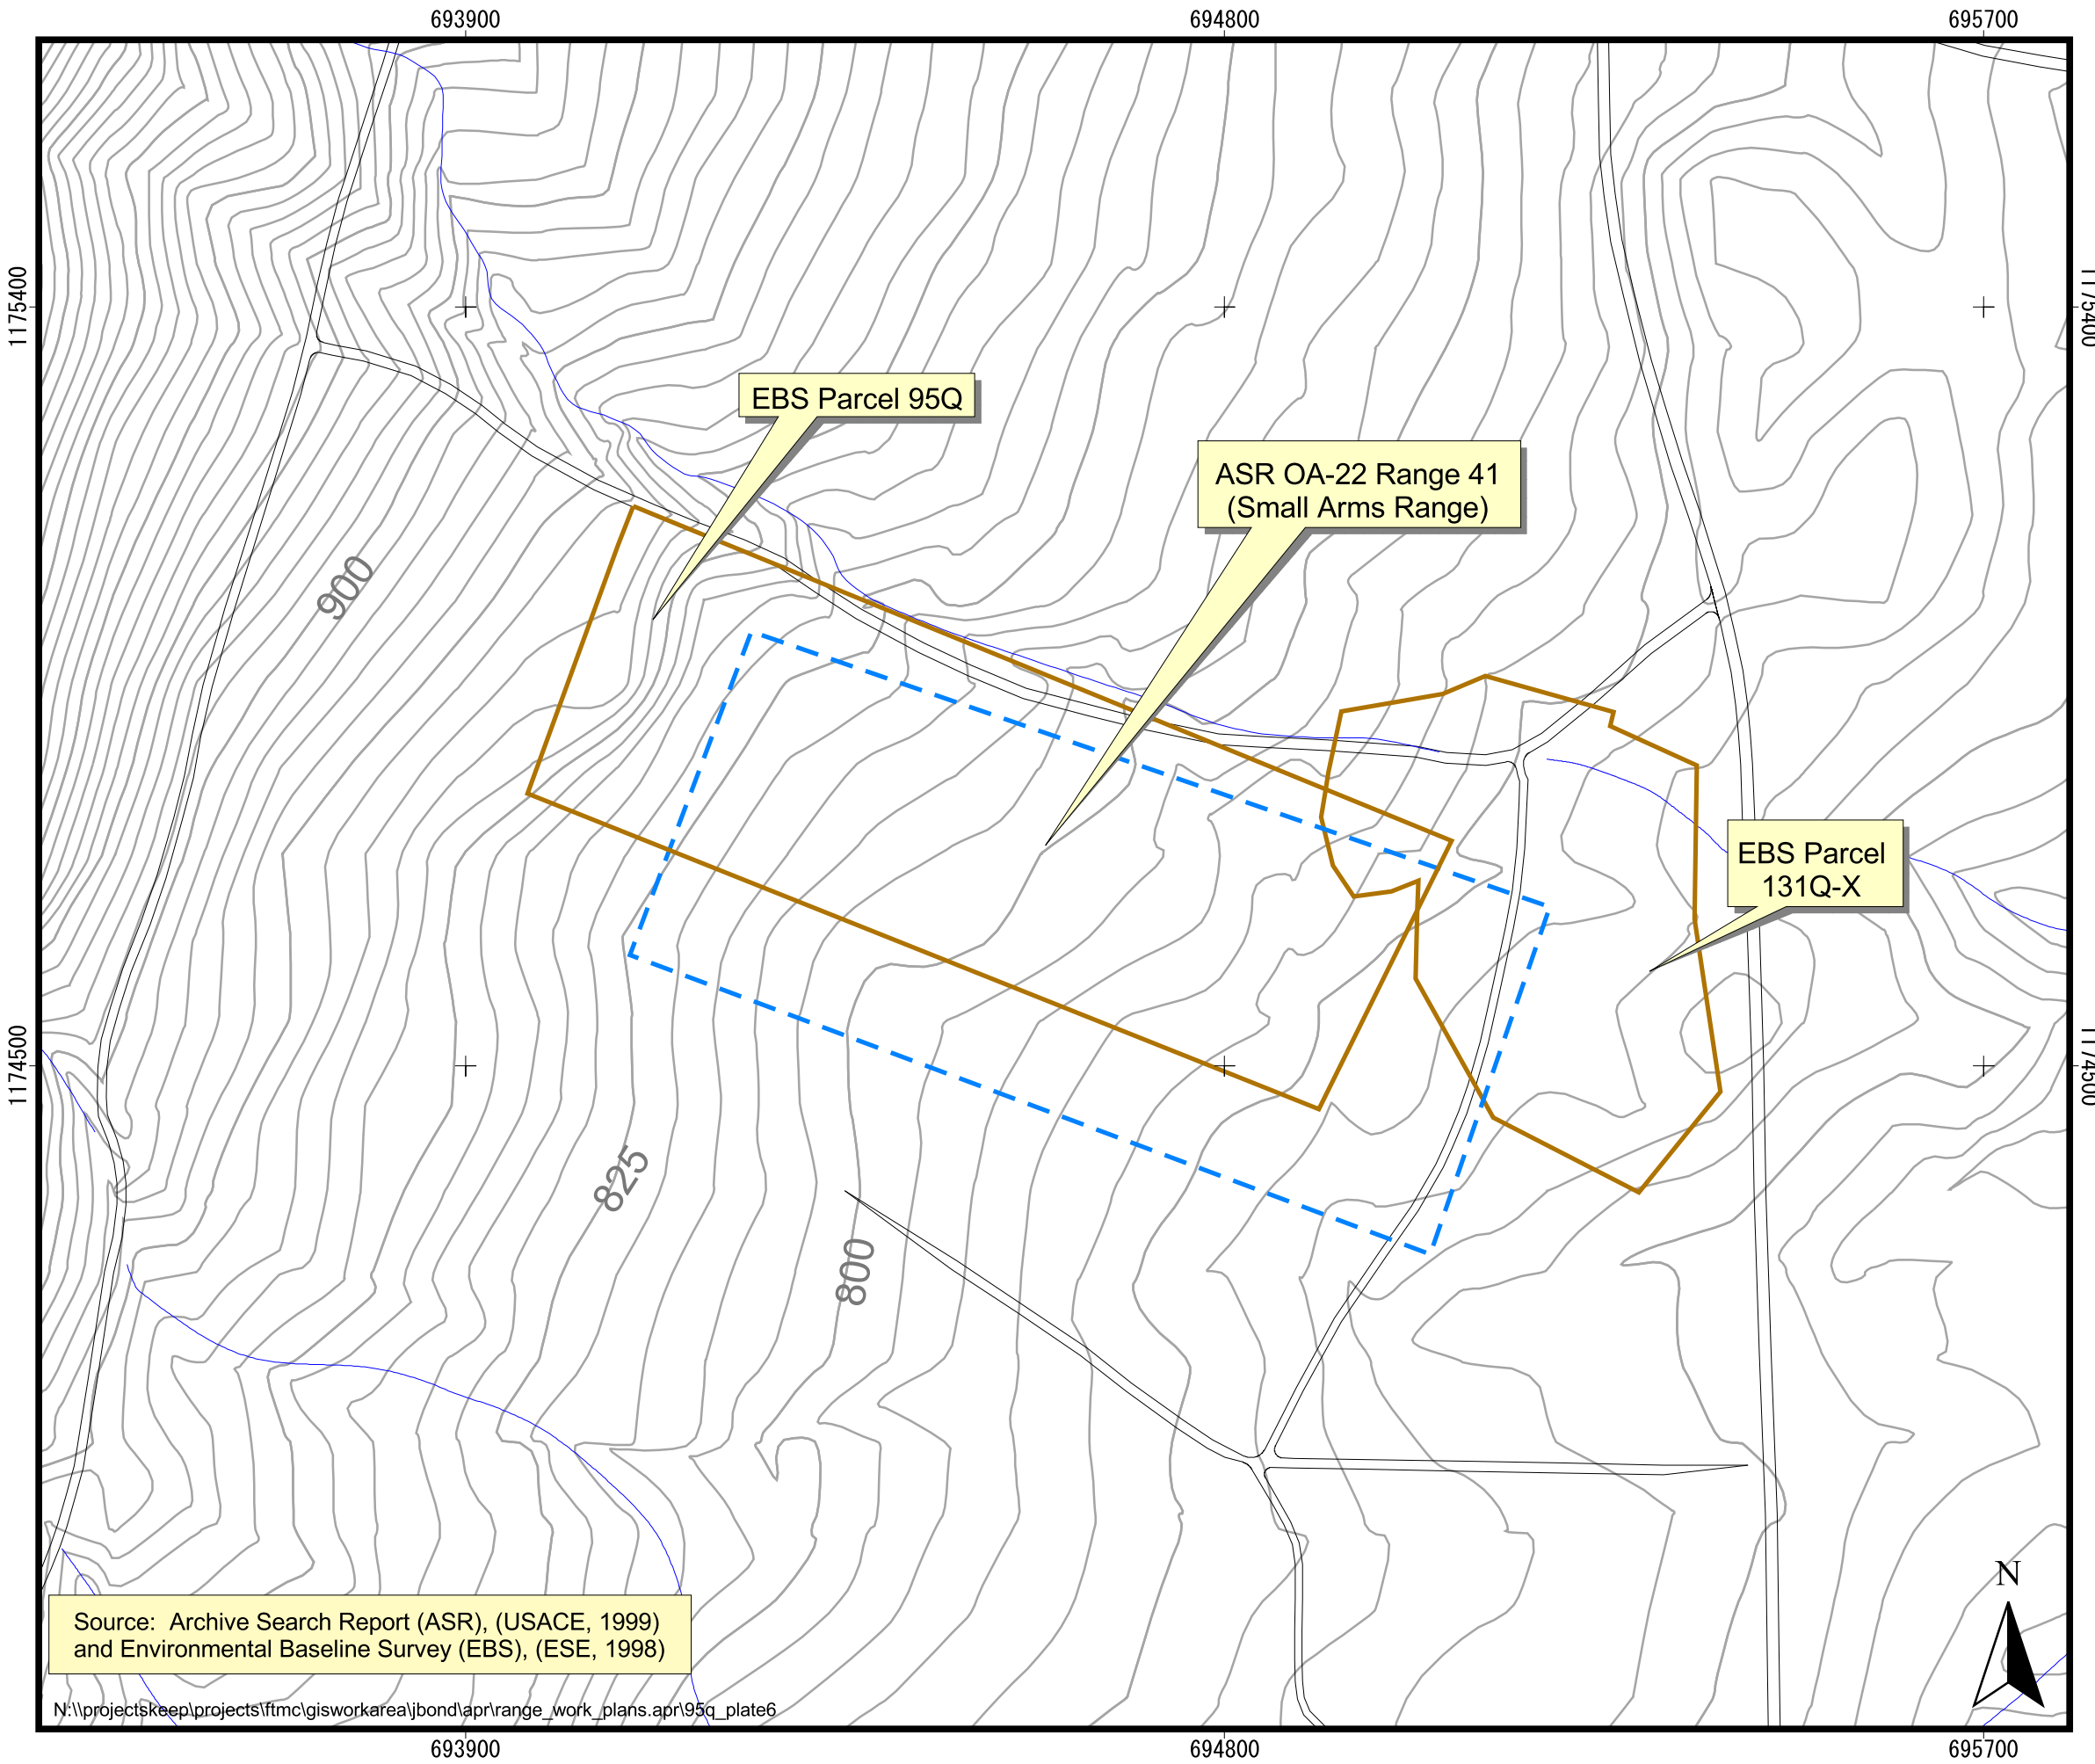 693900
694800
695700
1175400
1175400
EBS Parcel 95Q
ASR OA-22 Range 41
(Small Arms Range)
900
EBS Parcel
131Q-X
1174500
1174500
825
800
N
Source:  Archive Search Report (ASR), (USACE, 1999)
and Environmental Baseline Survey (EBS), (ESE, 1998)
N:\\projectskeep\projects\ftmc\gisworkarea\jbond\apr\range_work_plans.apr\95q_plate6
693900
694800
695700